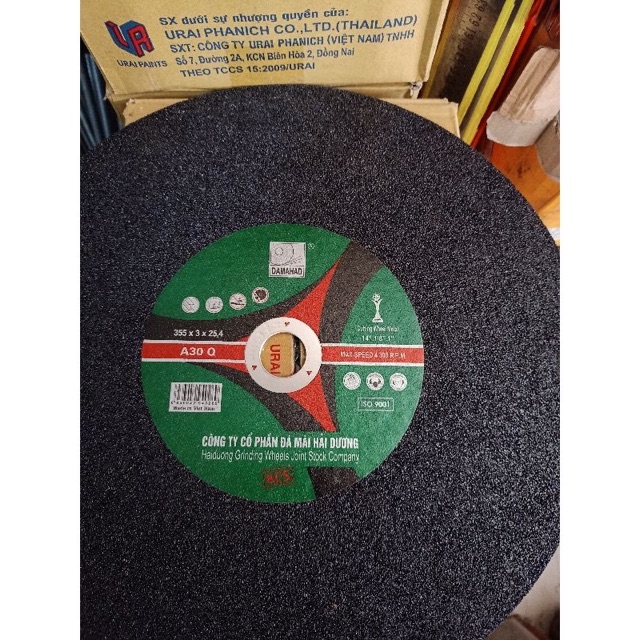 SX dưới sự nhượng quyền của:
URAI PHANICH CO.,LTD.(THAILAND)
SXT: CÔNG TY URAI PHANICH (VIỆT NAM) TNHH
Số 7, Đường 2A, KCN Biên Hòa 2, Đồng Nai
THEO TCCS 15:2009/URAI
URAI PAINTS
DAMAHAD
®
355 x 3 x 25,4
A30 Q
URAI
14"
MAX SPEED 4 300 R.P.M
Made in Viet Nam
ISO 9001
CÔNG TY CỔ PHẦN ĐÁ MÀI HẢI DƯƠNG
Haiduong Grinding Wheels Joint Stock Company